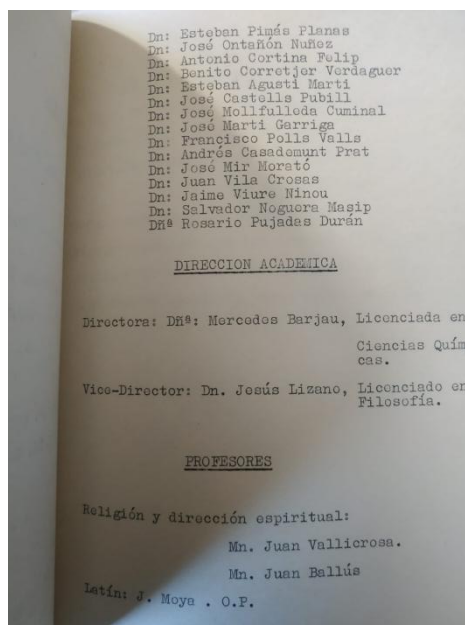 Dn: Esteban Pimás Planas
Dn: José Ontañón Nuñez
Dn: Antonio Cortina Felip
Dn: Benito Corretjer Verdaguer
Dn: Esteban Agusti Marti
Dn: José Castells Pubill
Dn: José Mollfulleda Cuminal
Dn: José Marti Garriga
Dn: Francisco Polls Valls
Dn: Andrés Casademunt Prat
Dn: José Mir Morató
Dn: Juan Vila Crosas
Dn: Jaime Viure Ninou
Dn: Salvador Noguera Masip
Dñª Rosario Pujadas Durán
DIRECCION ACADEMICA
Directora: Dñª: Mercedes Barjau, Licenciada en
Ciencias Quími
cas.
Vice-Director: Dn. Jesús Lizano, Licenciado en
Filosofía.
PROFESORES
Religión y dirección espiritual:
Mn. Juan Vallicrosa.
Mn. Juan Ballús
Latín: J. Moya . O.P.